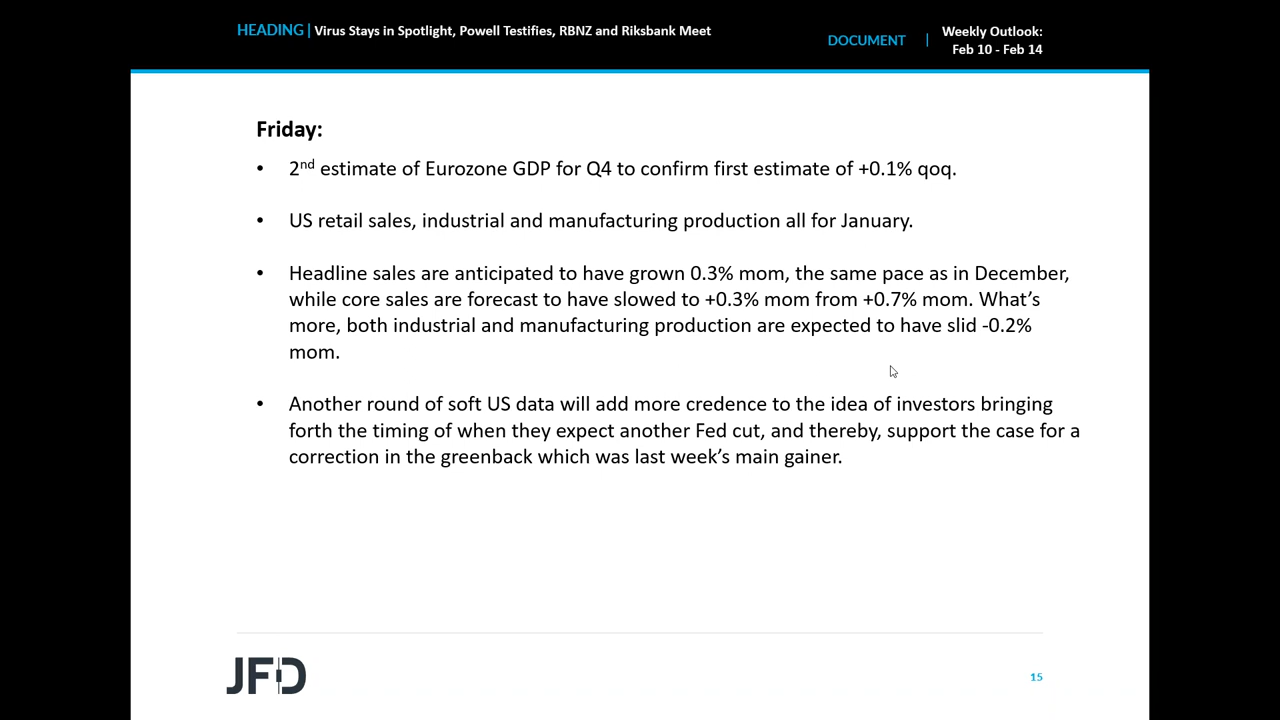 HEADING | Virus Stays in Spotlight, Powell Testifies, RBNZ and Riksbank Meet
DOCUMENT | Weekly Outlook:
Feb 10 - Feb 14
Friday:
• 2nd estimate of Eurozone GDP for Q4 to confirm first estimate of +0.1% qoq.
• US retail sales, industrial and manufacturing production all for January.
• Headline sales are anticipated to have grown 0.3% mom, the same pace as in December,
while core sales are forecast to have slowed to +0.3% mom from +0.7% mom. What’s
more, both industrial and manufacturing production are expected to have slid -0.2%
mom.
• Another round of soft US data will add more credence to the idea of investors bringing
forth the timing of when they expect another Fed cut, and thereby, support the case for a
correction in the greenback which was last week’s main gainer.
JFD
15